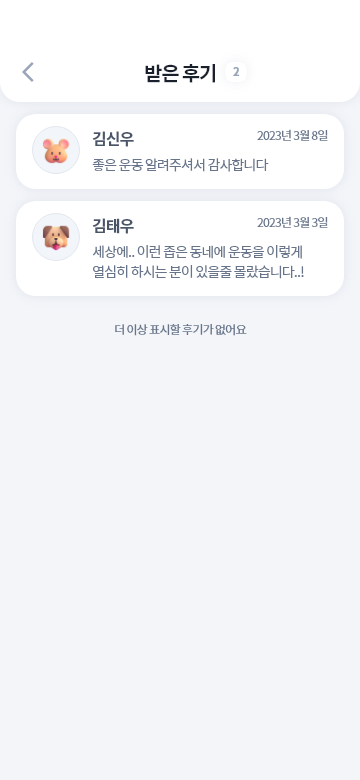 받은 후기 2
김신우 2023년 3월 8일
좋은 운동 알려주셔서 감사합니다
김태우 2023년 3월 3일
세상에.. 이런 좁은 동네에 운동을 이렇게
열심히 하시는 분이 있을줄 몰랐습니다..!
더 이상 표시할 후기가 없어요